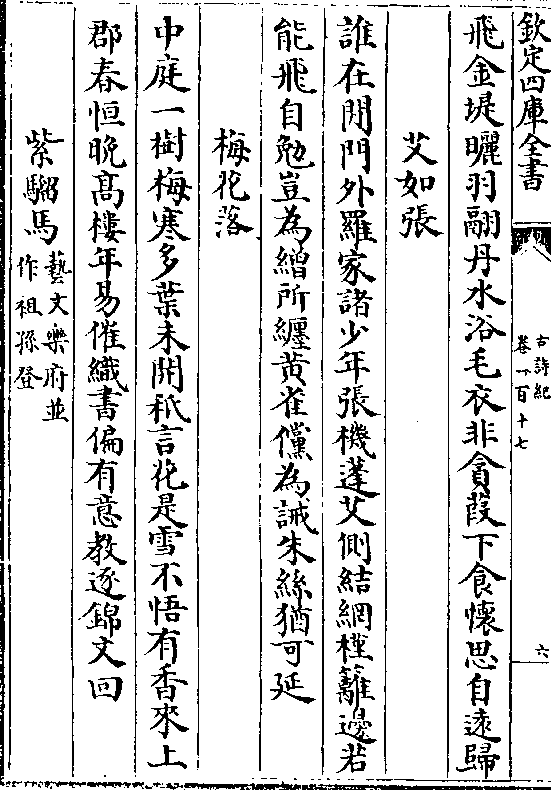 欽定四庫全書
古詩紀
卷一百十七
六
飛金堤曬羽翮丹水浴毛衣非貪葭下食懷思自逺歸
艾如張
誰在閑門外羅家諸少年張機蓬艾側結網槿籬邊若
能飛自勉豈為繒所纒黄雀儻為誡朱絲猶可延
梅花落
中庭一樹梅寒多葉未開秖言花是雪不悟有香來上
郡春恒晚髙樓年易催織書偏有意教逐錦文回
紫騮馬
藝文樂府並
作祖孫登